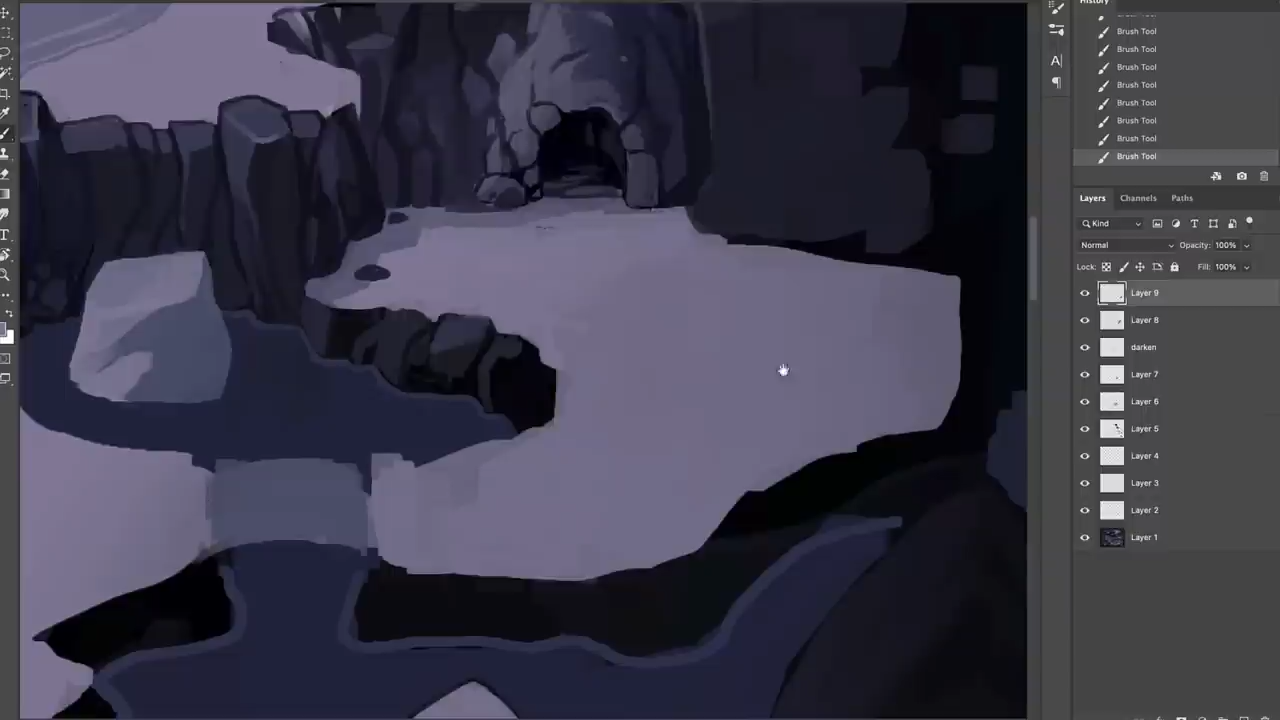 History
Brush Tool
Brush Tool
Brush Tool
Brush Tool
Brush Tool
Brush Tool
Brush Tool
Brush Tool
Layers Channels Paths
Kind
Normal Opacity: 100%
Lock: Fill: 100%
Layer 9
Layer 8
darken
Layer 7
Layer 6
Layer 5
Layer 4
Layer 3
Layer 2
Layer 1